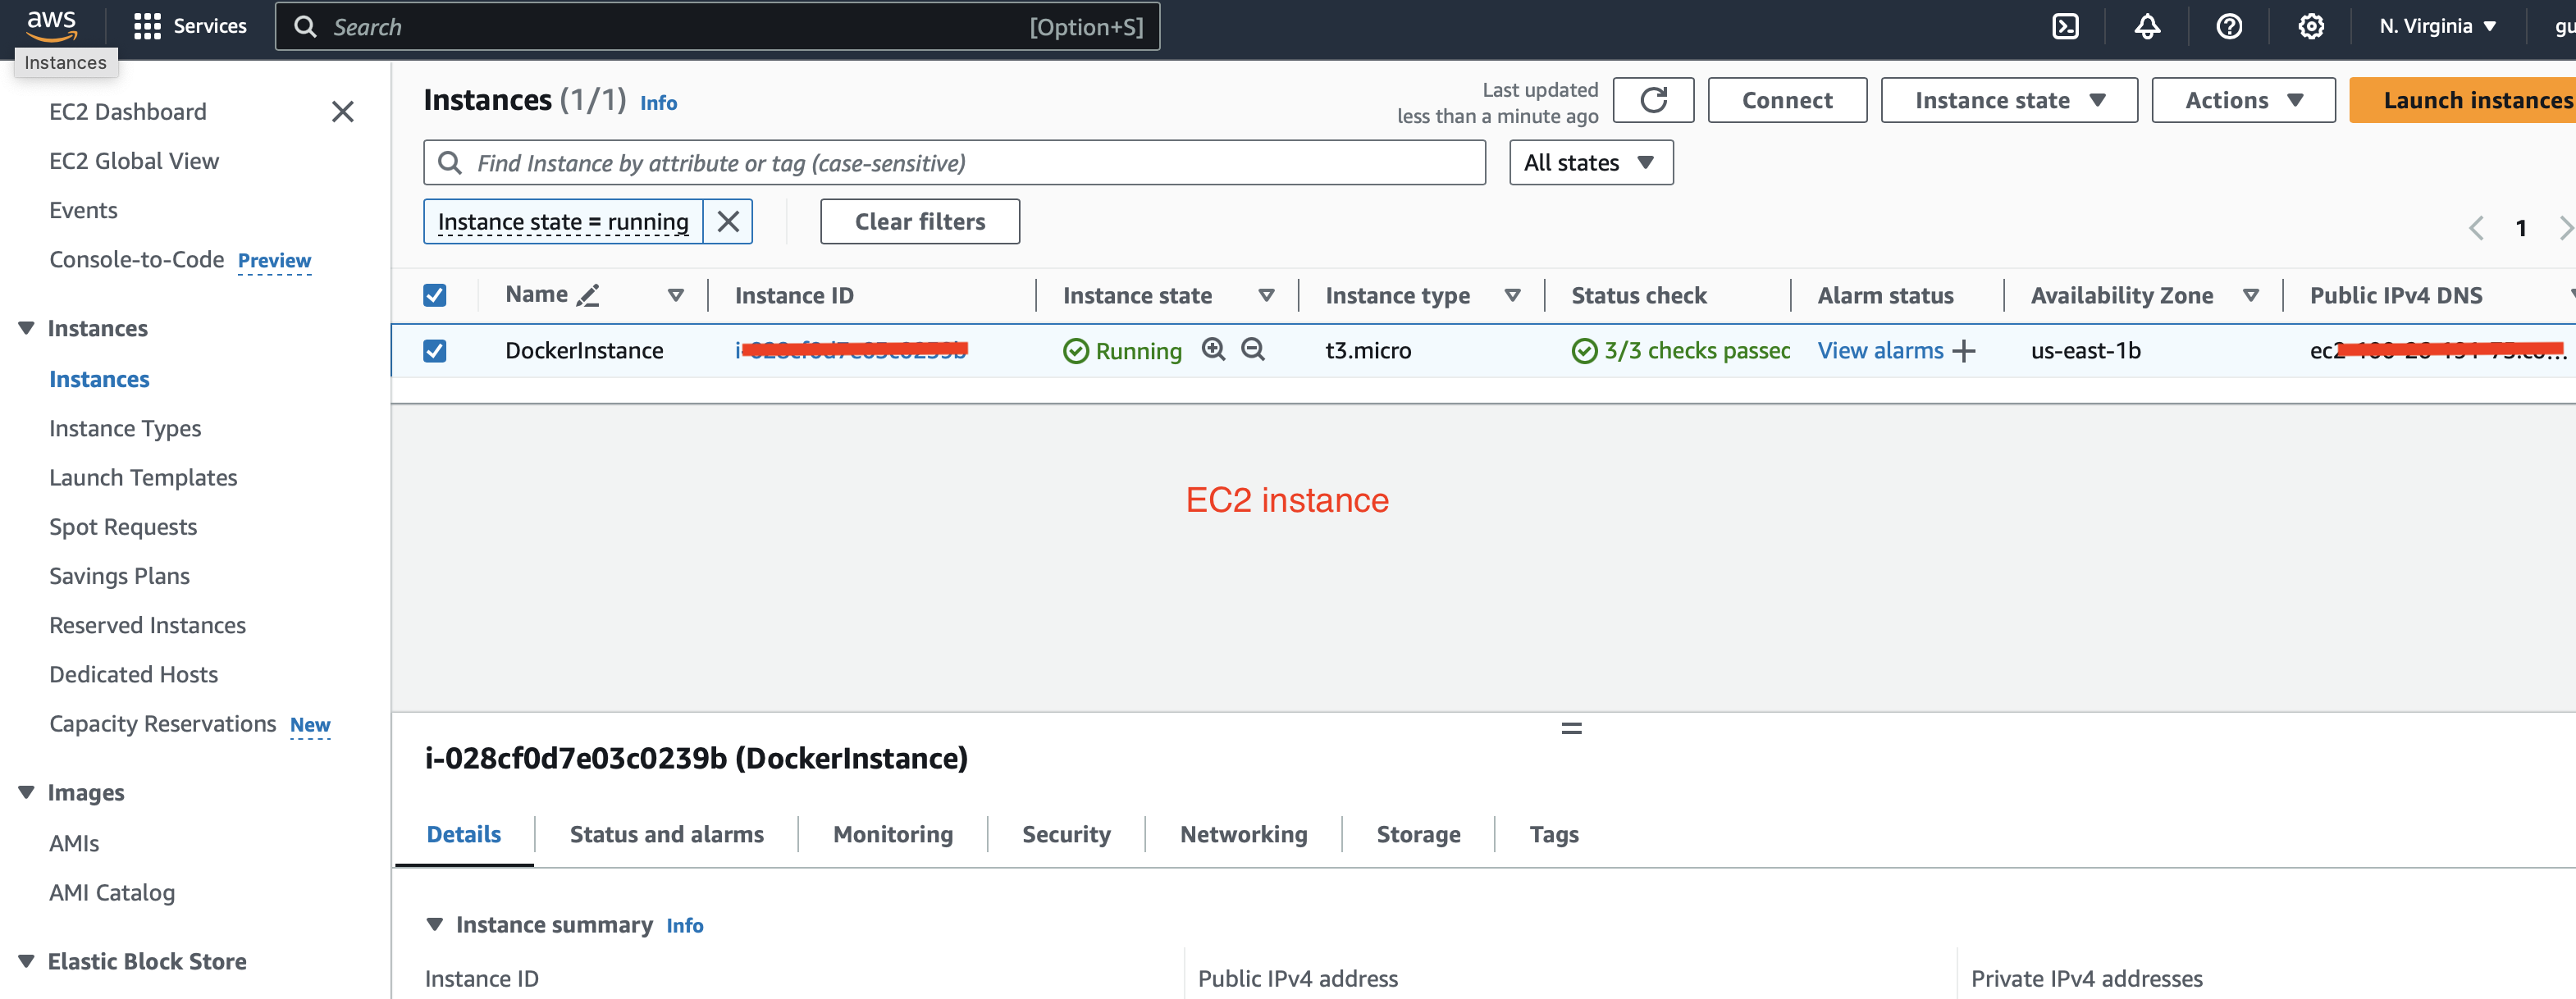 aws
Services
Search
[Option+S]
N. Virginia
gu
Instances
EC2 Dashboard
EC2 Global View
Events
Console-to-Code Preview
Instances
Instances
Instance Types
Launch Templates
Spot Requests
Savings Plans
Reserved Instances
Dedicated Hosts
Capacity Reservations New
Images
AMIs
AMI Catalog
Elastic Block Store
Instances (1/1) Info
Last updated
less than a minute ago
Connect
Instance state
Actions
Launch instances
Find Instance by attribute or tag (case-sensitive)
All states
Instance state = running
Clear filters
1
Name
Instance ID
Instance state
Instance type
Status check
Alarm status
Availability Zone
Public IPv4 DNS
DockerInstance
Running
t3.micro
3/3 checks passed
View alarms
us-east-1b
EC2 instance
i-028cf0d7e03c0239b (DockerInstance)
Details
Status and alarms
Monitoring
Security
Networking
Storage
Tags
Instance summary Info
Instance ID
Public IPv4 address
Private IPv4 addresses